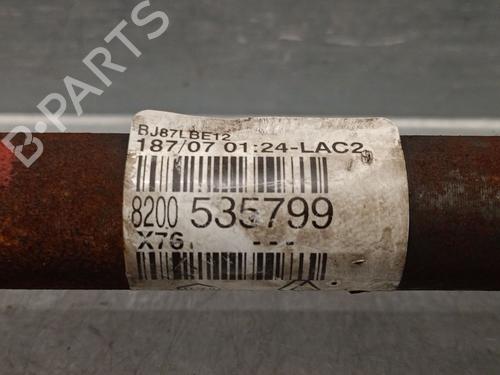 BJ87LBE12
187/07 01:24-LAC2
8200 535799
X76 ---
B-PARTS